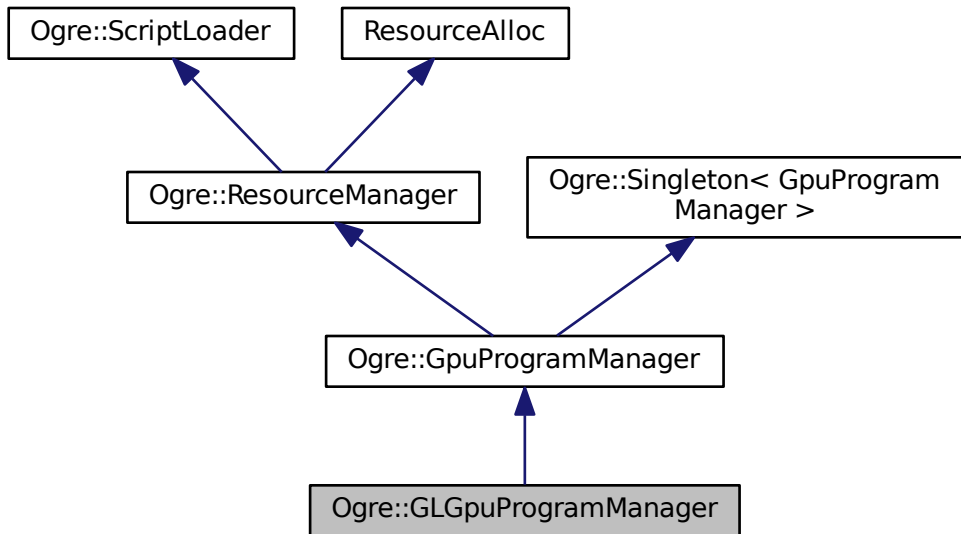 Ogre::ScriptLoader
ResourceAlloc
Ogre::ResourceManager
Ogre::Singleton< GpuProgram
Manager >
Ogre::GpuProgramManager
Ogre::GLGpuProgramManager